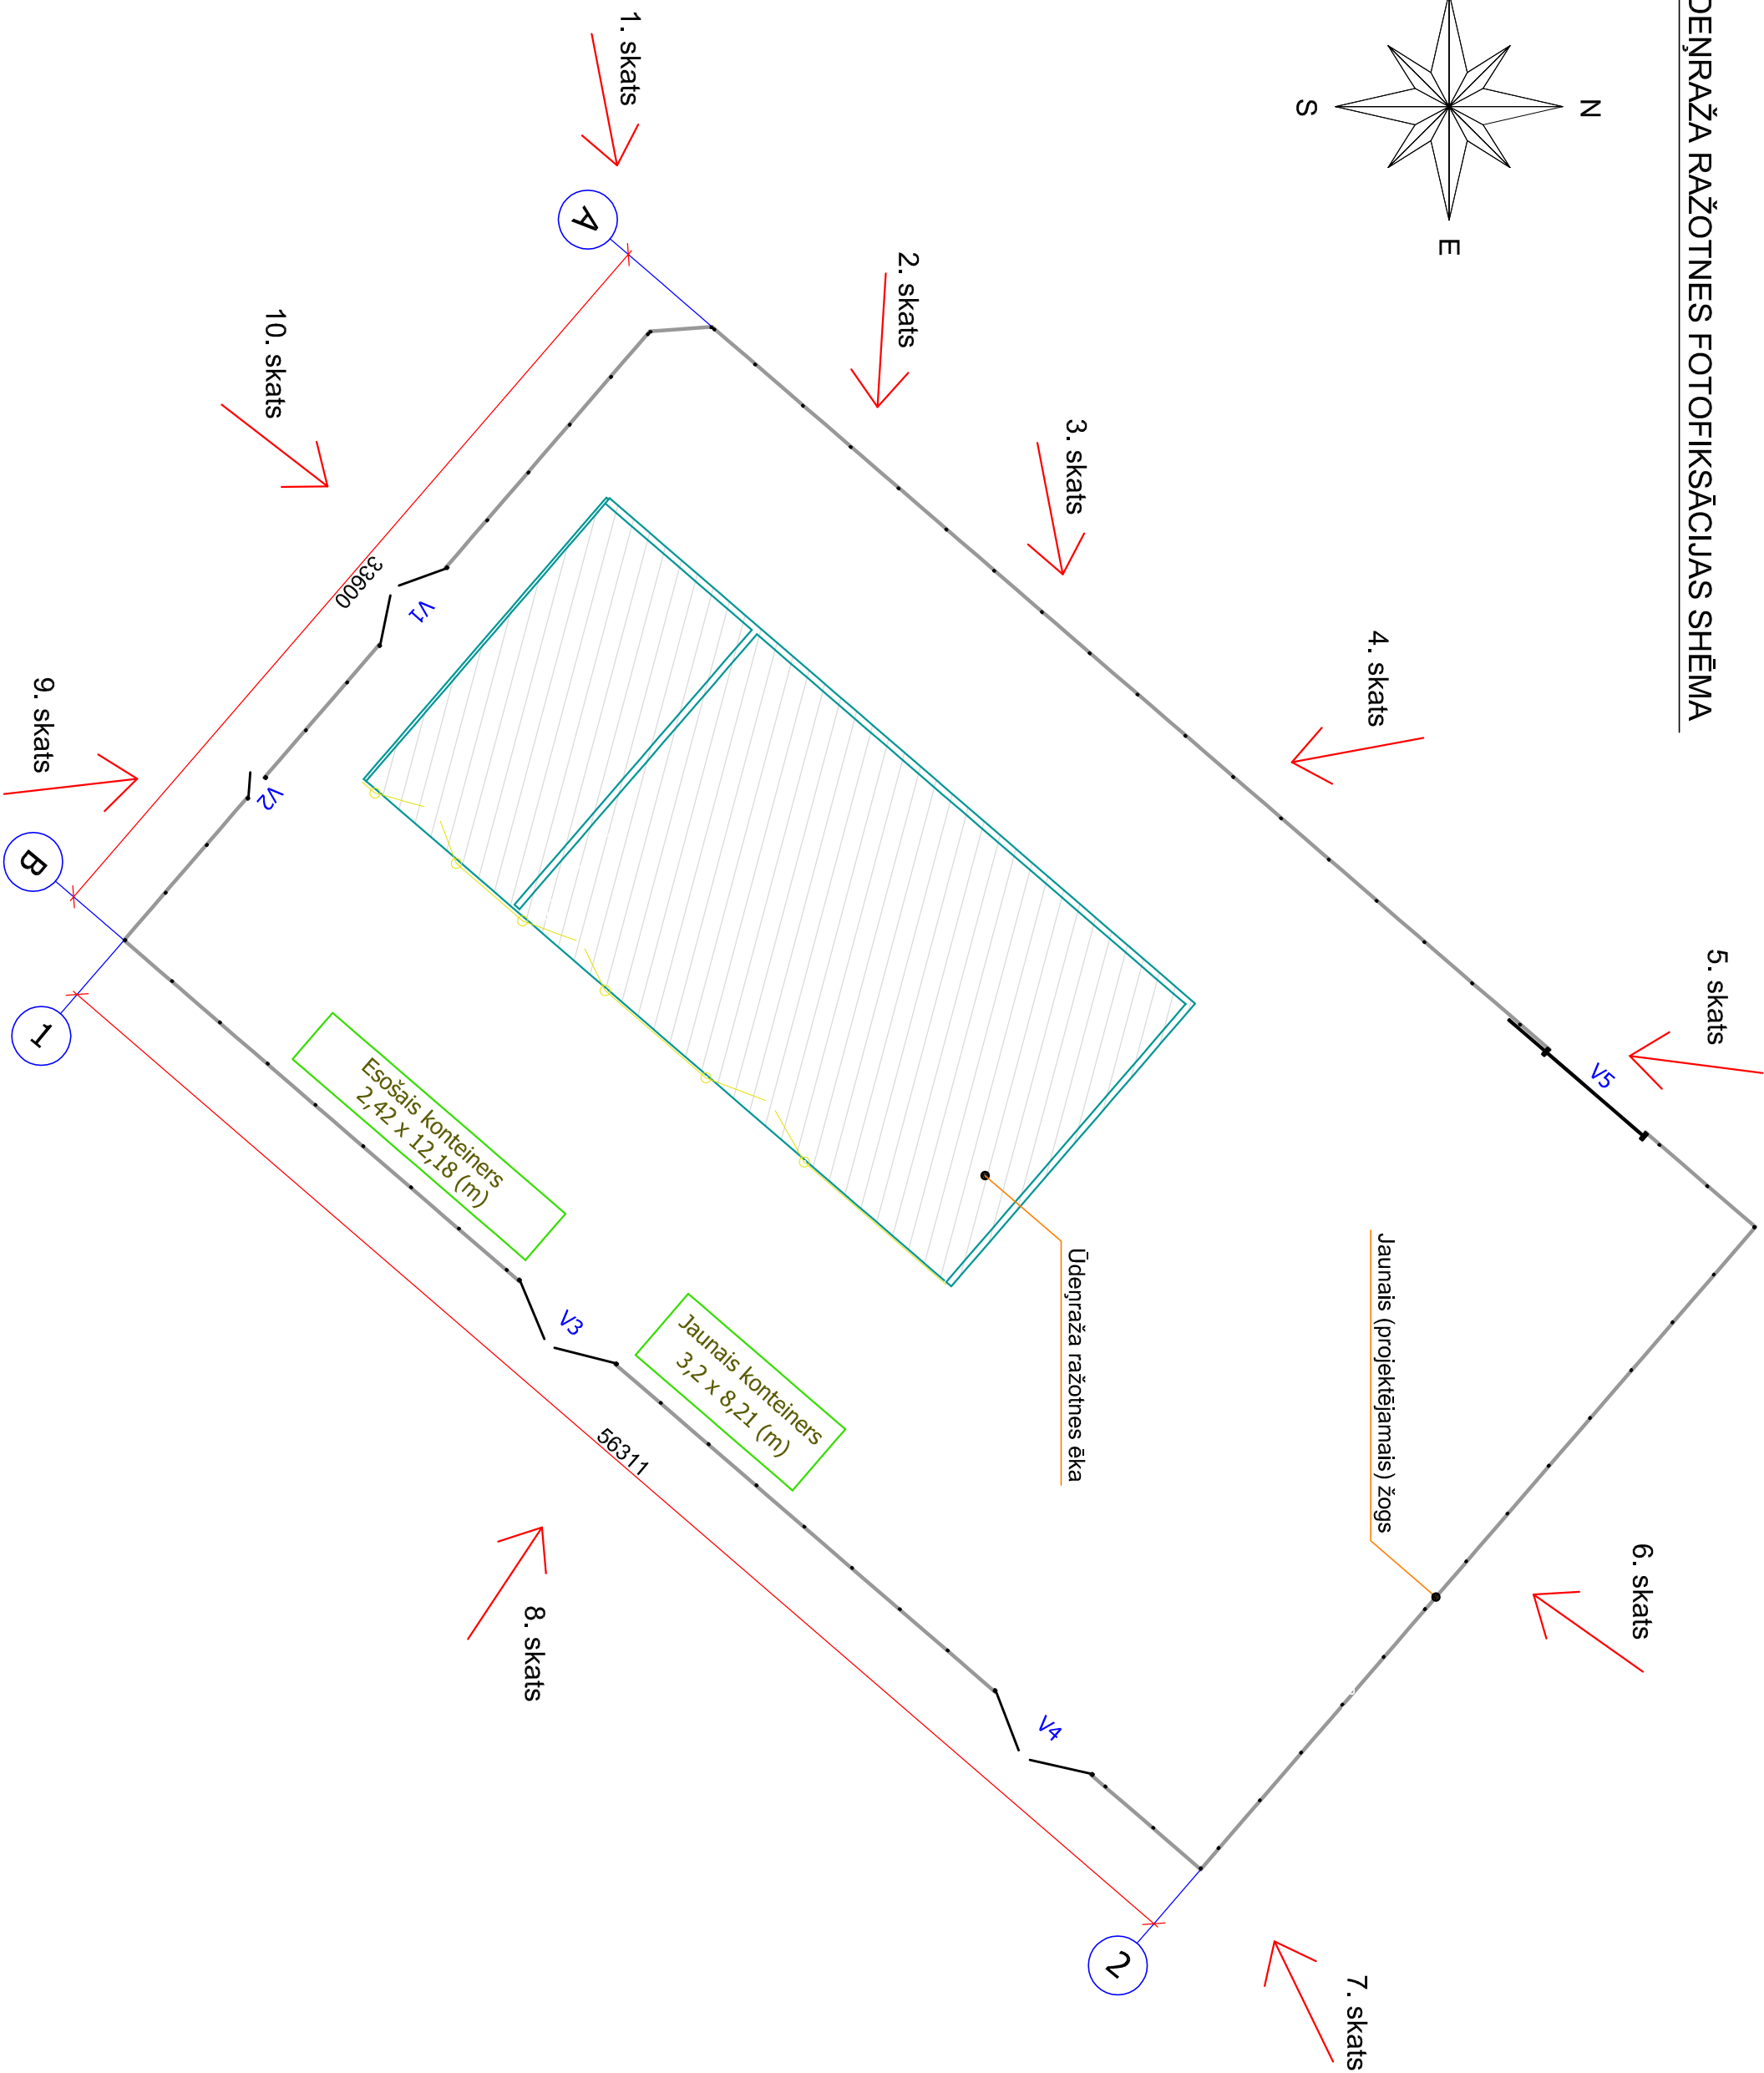 DEŅRAŽA RAŽOTNES FOTOFIKSĀCIJAS SHĒMA
N
E
S
1. skats
2. skats
3. skats
4. skats
5. skats
6. skats
7. skats
8. skats
9. skats
10. skats
A
B
1
2
33600
56311
V1
V2
V3
V4
V5
Esošais konteiners
2,42 x 12,18 (m)
Jaunais konteiners
3,2 x 8,21 (m)
Ūdeņraža ražotnes ēka
Jaunais (projektējamais) žogs